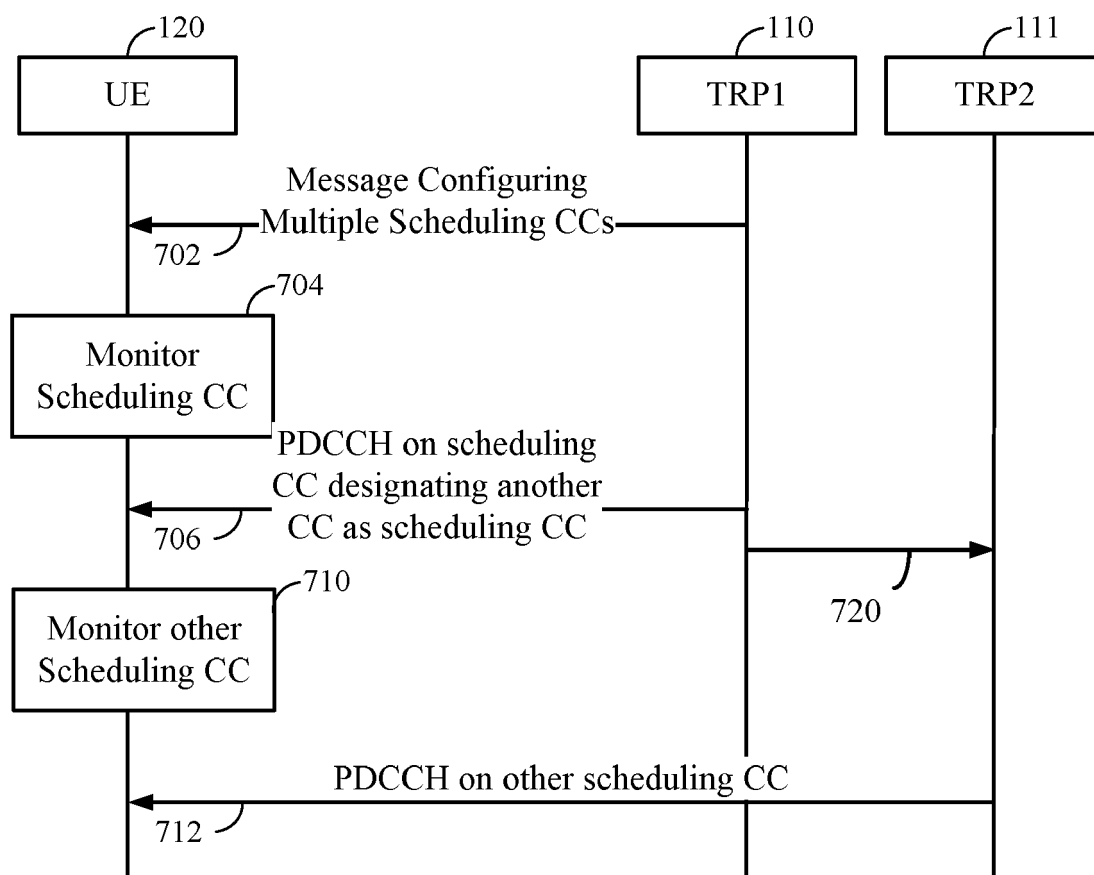 120
110
111
UE
TRP1
TRP2
Message Configuring
Multiple Scheduling CCs
702
704
Monitor
Scheduling CC
PDCCH on scheduling
CC designating another
CC as scheduling CC
706
720
710
Monitor other
Scheduling CC
PDCCH on other scheduling CC
712